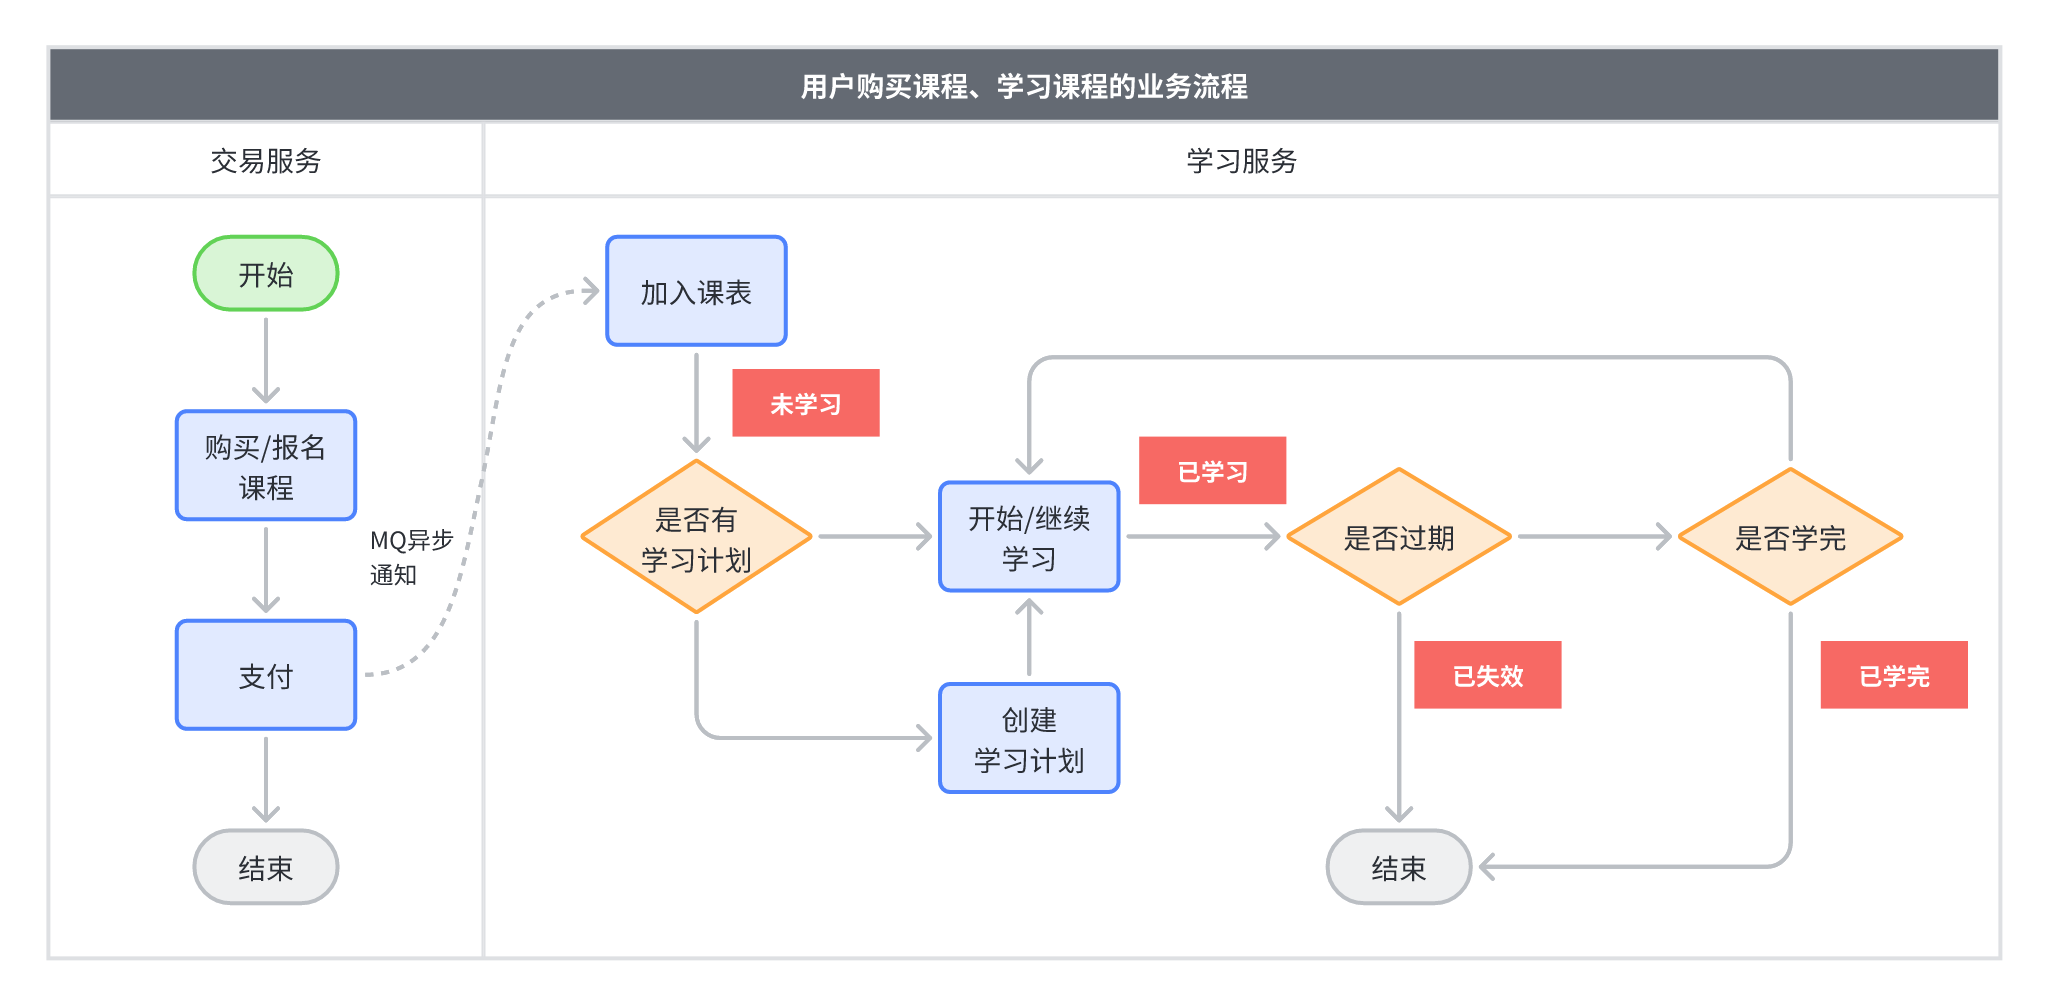 用户购买课程、学习课程的业务流程
交易服务
学习服务
开始
购买/报名
课程
支付
结束
MQ异步
通知
加入课表
未学习
是否有
学习计划
开始/继续
学习
创建
学习计划
已学习
是否过期
是否学完
已失效
已学完
结束